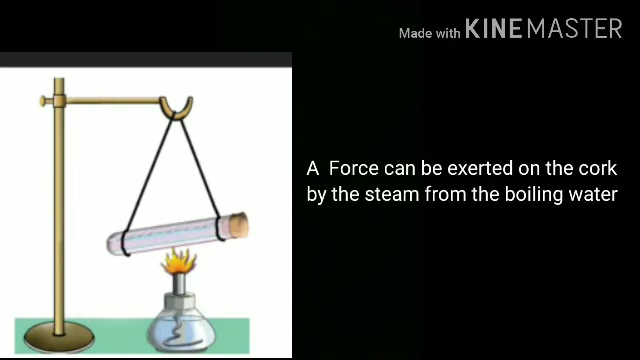 Made with KINEMASTER
A Force can be exerted on the cork
by the steam from the boiling water